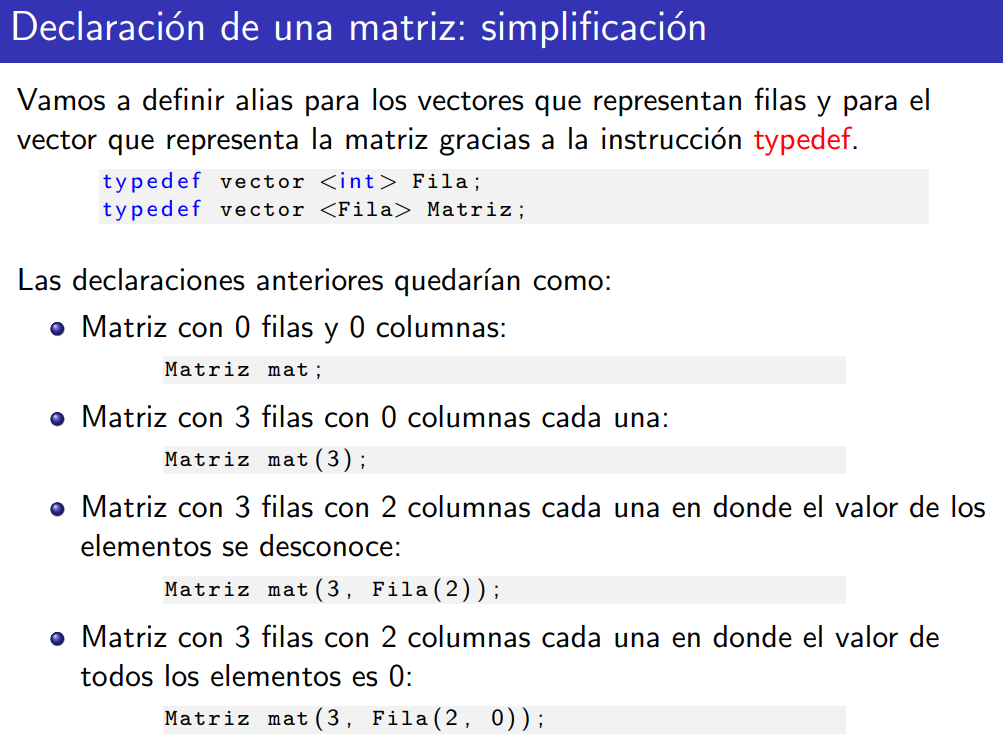 Declaración de una matriz: simplificación
Vamos a definir alias para los vectores que representan filas y para el
vector que representa la matriz gracias a la instrucción typedef.
typedef vector <int> Fila;
typedef vector <Fila> Matriz;
Las declaraciones anteriores quedarían como:
Matriz con 0 filas y 0 columnas:
Matriz mat;
Matriz con 3 filas con 0 columnas cada una:
Matriz mat(3);
Matriz con 3 filas con 2 columnas cada una en donde el valor de los
elementos se desconoce:
Matriz mat(3, Fila(2));
Matriz con 3 filas con 2 columnas cada una en donde el valor de
todos los elementos es 0:
Matriz mat(3, Fila(2, 0));